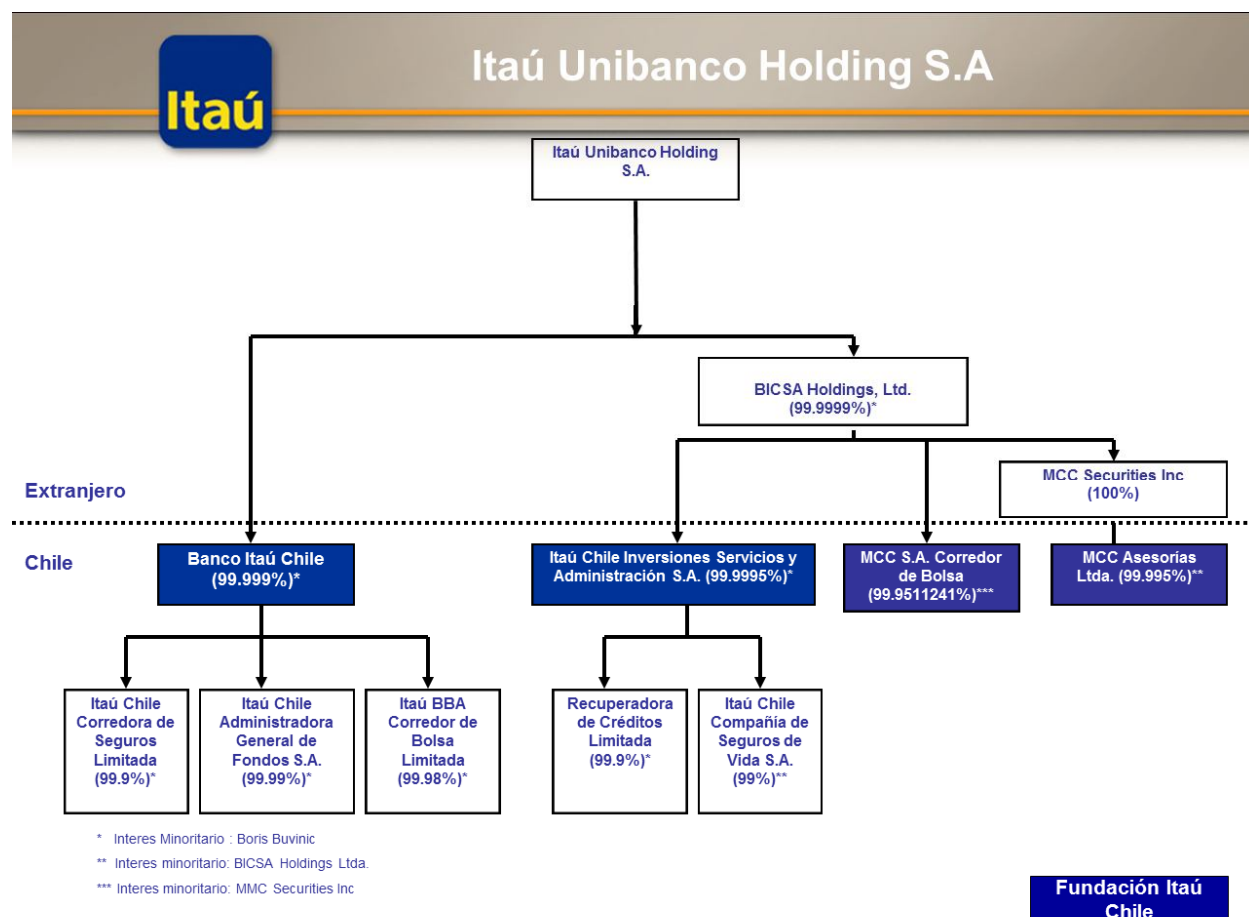 Itaú Unibanco Holding S.A
Itaú
Itaú Unibanco Holding
S.A.
BICSA Holdings, Ltd.
(99.9999%)*
MCC Securities Inc
(100%)
Extranjero
Chile
Banco Itaú Chile
(99.999%)*
Itaú Chile Inversiones Servicios y
Administración S.A. (99.9995%)*
MCC S.A. Corredor
de Bolsa
(99.9511241%)***
MCC Asesorías
Ltda. (99.995%)**
Itaú Chile
Corredora de
Seguros
Limitada
(99.9%)*
Itaú Chile
Administradora
General de
Fondos S.A.
(99.99%)*
Itaú BBA
Corredor de
Bolsa
Limitada
(99.98%)*
Recuperadora
de Créditos
Limitada
(99.9%)*
Itaú Chile
Compañía de
Seguros de
Vida S.A.
(99%)**
* Interes Minoritario : Boris Buvinic
** Interes minoritario: BICSA Holdings Ltda.
*** Interes minoritario: MMC Securities Inc
Fundación Itaú
Chile